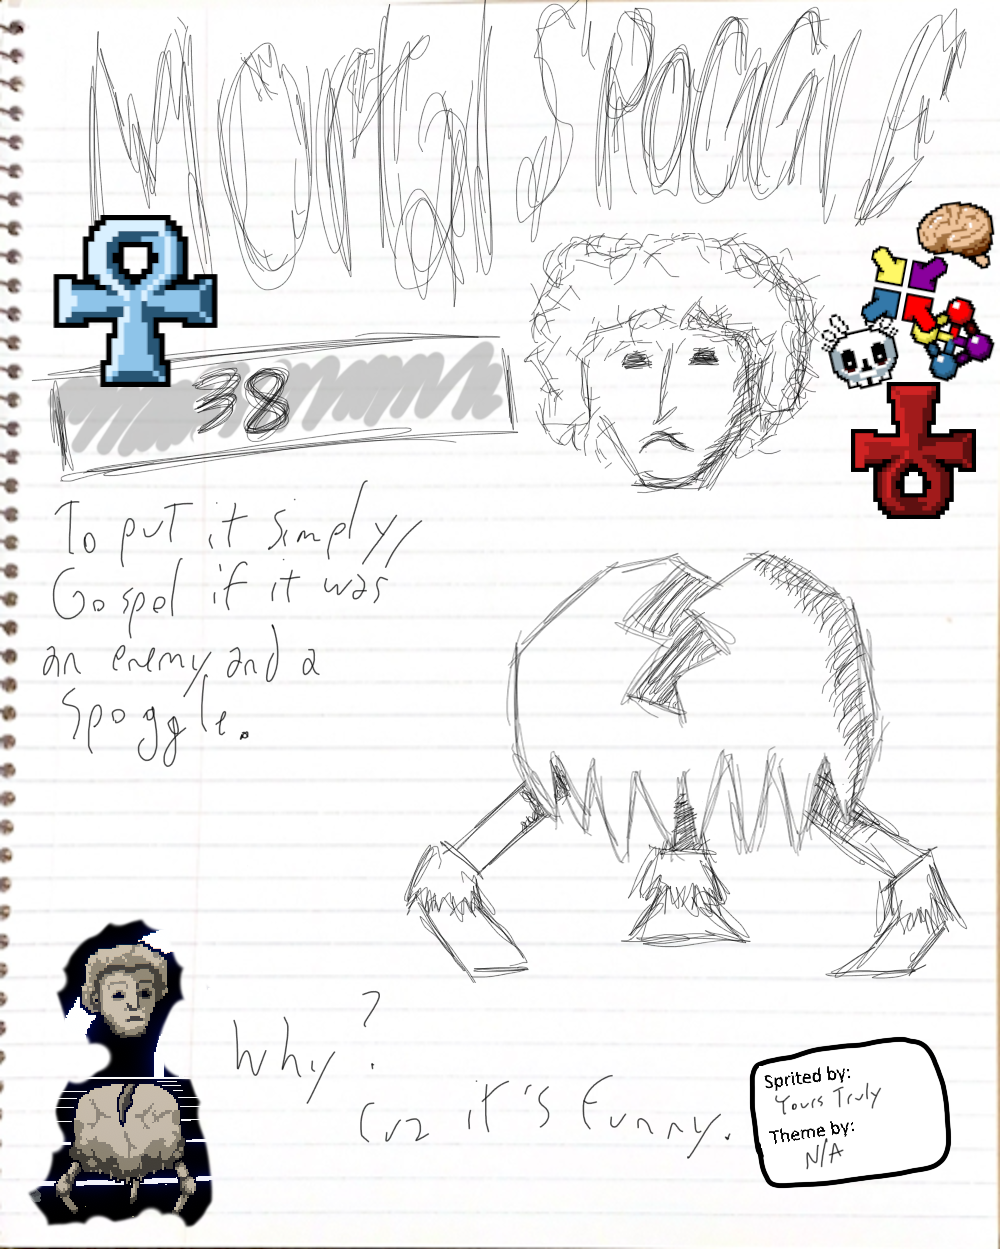 Mortal Spoggle
38
To put it simply,
Gospel if it was
an enemy and a
Spoggle.
Why?
Cuz it's funny.
Sprited by:
Yours Truly
Theme by:
N/A